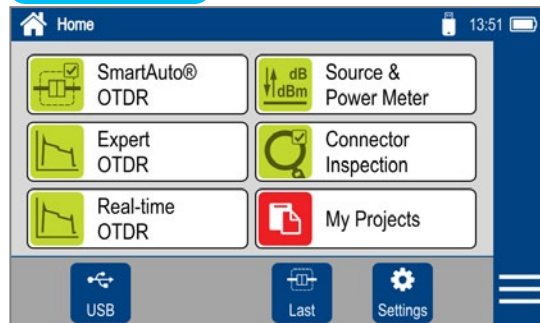 Home
13:51
SmartAuto®
OTDR
dB
dBm
Source &
Power Meter
Expert
OTDR
Connector
Inspection
Real-time
OTDR
My Projects
USB
Last
Settings